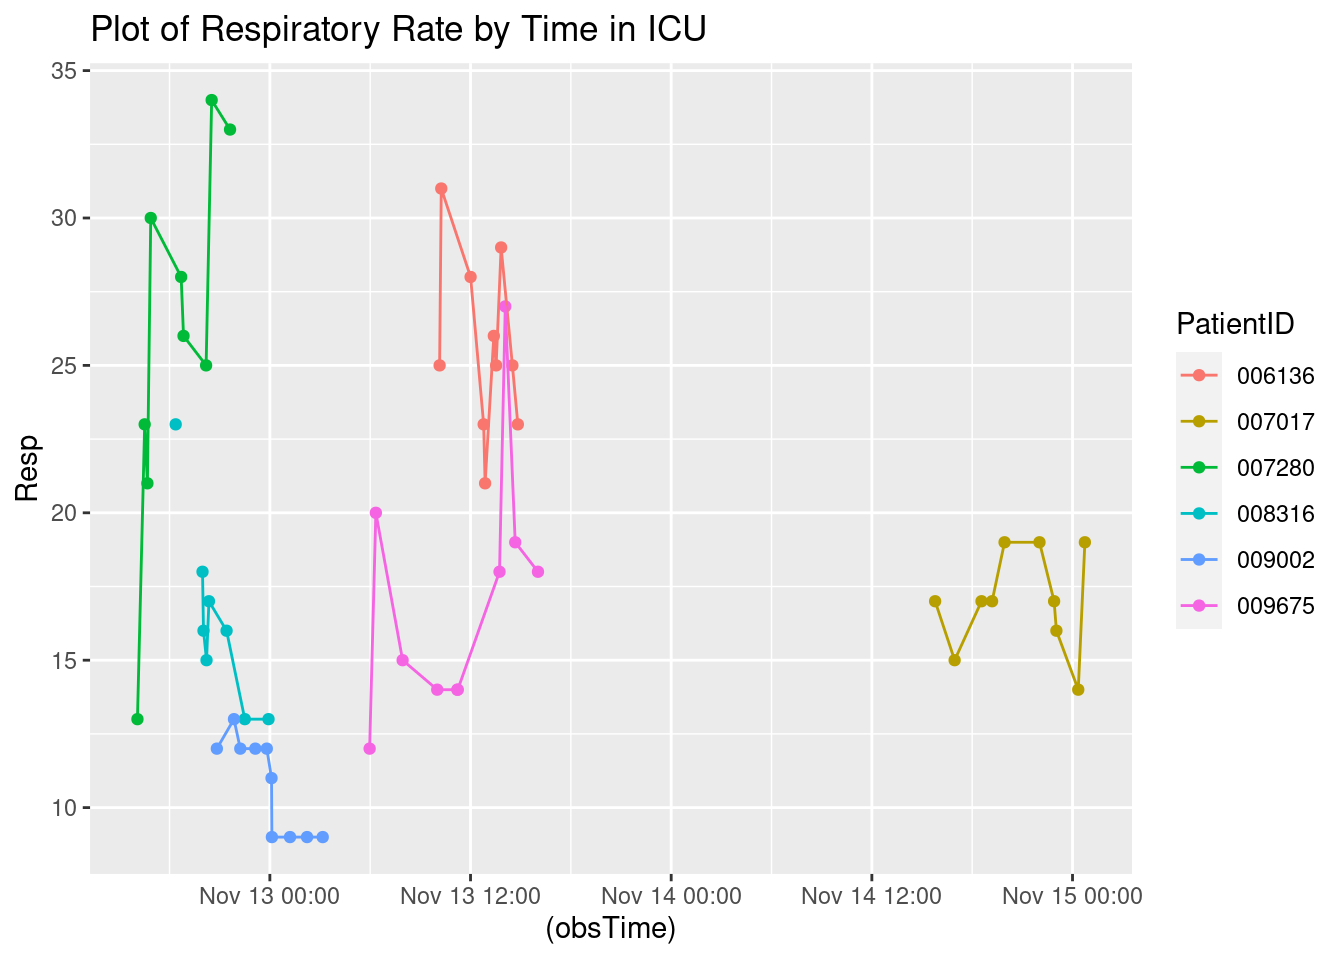 Plot of Respiratory Rate by Time in ICU
35
30
25
20
15
10
Resp
Nov 13 00:00
Nov 13 12:00
Nov 14 00:00
Nov 14 12:00
Nov 15 00:00
(obsTime)
PatientID
006136
007017
007280
008316
009002
009675